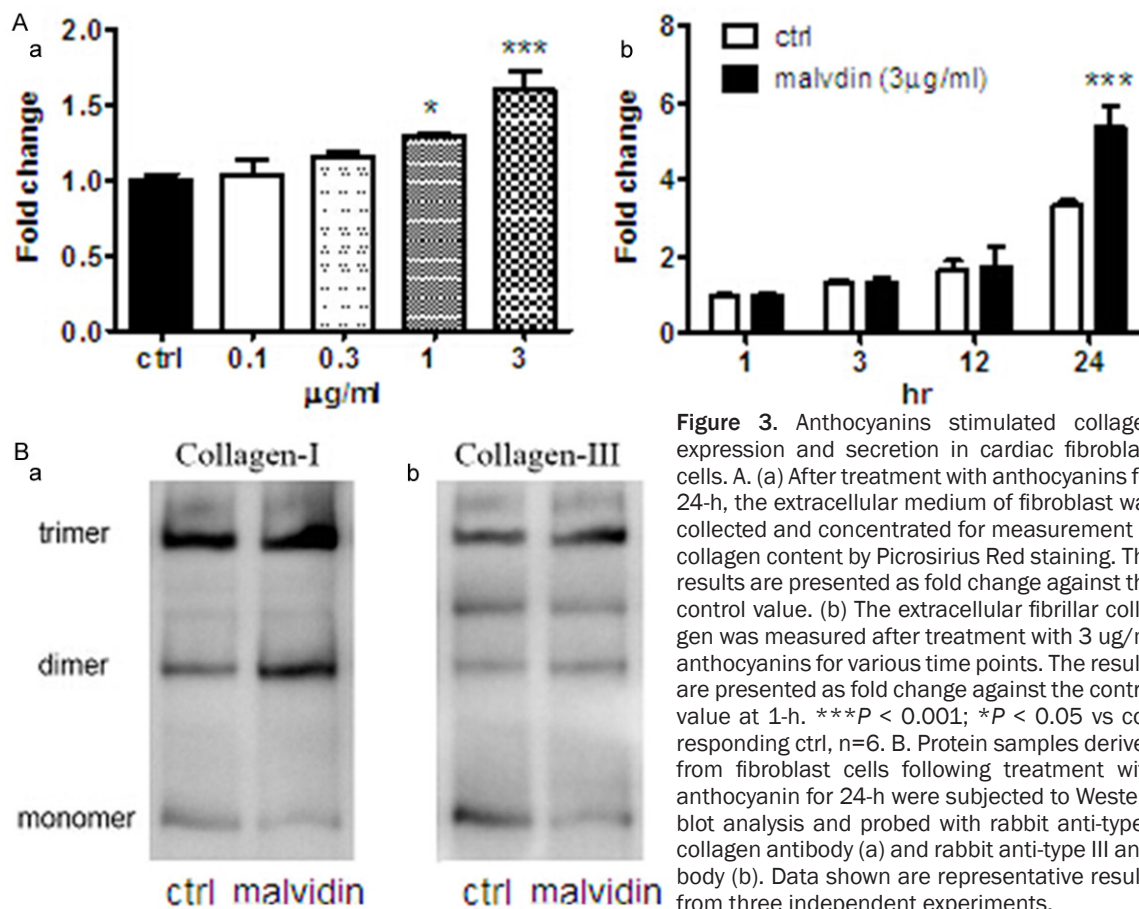 A
a
2.0
1.5
1.0
0.5
0.0
Fold change
*
***
ctrl 0.1 0.3 1 3
µg/ml
b
8
6
4
2
0
Fold change
ctrl
malvdin (3µg/ml)
***
1 3 12 24
hr
B
a
Collagen-I
trimer
dimer
monomer
ctrl malvidin
b
Collagen-III
ctrl malvidin
Figure 3. Anthocyanins stimulated collage
expression and secretion in cardiac fibrobla
cells. A. (a) After treatment with anthocyanins f
24-h, the extracellular medium of fibroblast wa
collected and concentrated for measurement
collagen content by Picrosirius Red staining. Th
results are presented as fold change against th
control value. (b) The extracellular fibrillar coll
gen was measured after treatment with 3 ug/m
anthocyanins for various time points. The result
are presented as fold change against the contr
value at 1-h. ***P < 0.001; *P < 0.05 vs co
responding ctrl, n=6. B. Protein samples derive
from fibroblast cells following treatment wit
anthocyanin for 24-h were subjected to Weste
blot analysis and probed with rabbit anti-type
collagen antibody (a) and rabbit anti-type III an
body (b). Data shown are representative result
from three independent experiments.